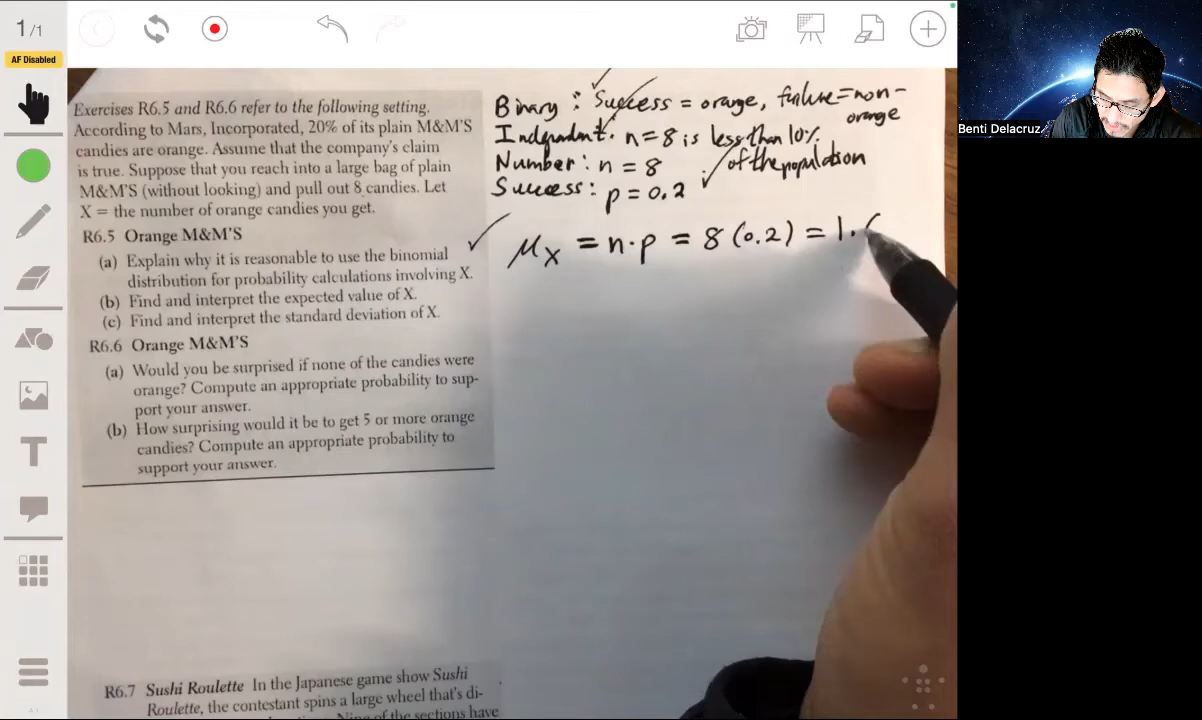 1/1
AF Disabled
Exercises R6.5 and R6.6 refer to the following setting.
According to Mars, Incorporated, 20% of its plain M&M'S
candies are orange. Assume that the company's claim
is true. Suppose that you reach into a large bag of plain
M&M'S (without looking) and pull out 8 candies. Let
X = the number of orange candies you get.
R6.5 Orange M&M'S
(a) Explain why it is reasonable to use the binomial
distribution for probability calculations involving X.
(b) Find and interpret the expected value of X.
(c) Find and interpret the standard deviation of X.
R6.6 Orange M&M'S
(a) Would you be surprised if none of the candies were
orange? Compute an appropriate probability to sup-
port your answer.
(b) How surprising would it be to get 5 or more orange
candies? Compute an appropriate probability to
support your answer.
R6.7 Sushi Roulette In the Japanese game show Sushi
Roulette, the contestant spins a large wheel that's di-
of the sections have
Binary : Success = orange, failure = non-
orange
Independent. n = 8 is less than 10%
of the population
Number : n = 8
Success : p = 0.2
✓ μx = n·p = 8 (0.2) = 1.
Benti Delacruz
T